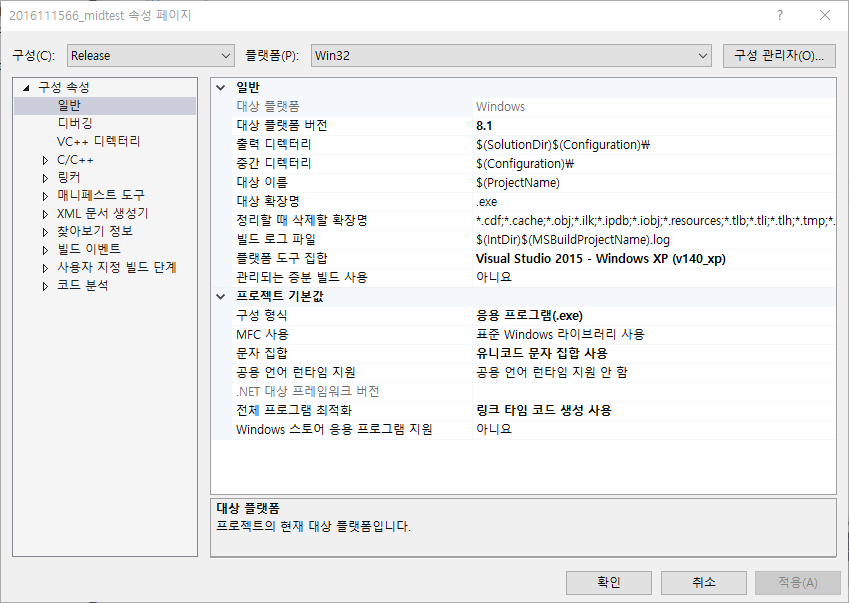 2016111566_midtest 속성 페이지
구성(C): Release 플랫폼(P): Win32 구성 관리자(O)...
구성 속성
일반
디버깅
VC++ 디렉터리
C/C++
링커
매니페스트 도구
XML 문서 생성기
찾아보기 정보
빌드 이벤트
사용자 지정 빌드 단계
코드 분석
일반
대상 플랫폼 Windows
대상 플랫폼 버전 8.1
출력 디렉터리 $(SolutionDir)$(Configuration)₩
중간 디렉터리 $(Configuration)₩
대상 이름 $(ProjectName)
대상 확장명 .exe
정리할 때 삭제할 확장명 *.cdf;*.cache;*.obj;*.ilk;*.ipdb;*.iobj;*.resources;*.tlb;*.tli;*.tlh;*.tmp;*.
빌드 로그 파일 $(IntDir)$(MSBuildProjectName).log
플랫폼 도구 집합 Visual Studio 2015 - Windows XP (v140_xp)
관리되는 증분 빌드 사용 아니요
프로젝트 기본값
구성 형식 응용 프로그램(.exe)
MFC 사용 표준 Windows 라이브러리 사용
문자 집합 유니코드 문자 집합 사용
공용 언어 런타임 지원 공용 언어 런타임 지원 안 함
.NET 대상 프레임워크 버전
전체 프로그램 최적화 링크 타임 코드 생성 사용
Windows 스토어 응용 프로그램 지원 아니요
대상 플랫폼
프로젝트의 현재 대상 플랫폼입니다.
확인 취소 적용(A)